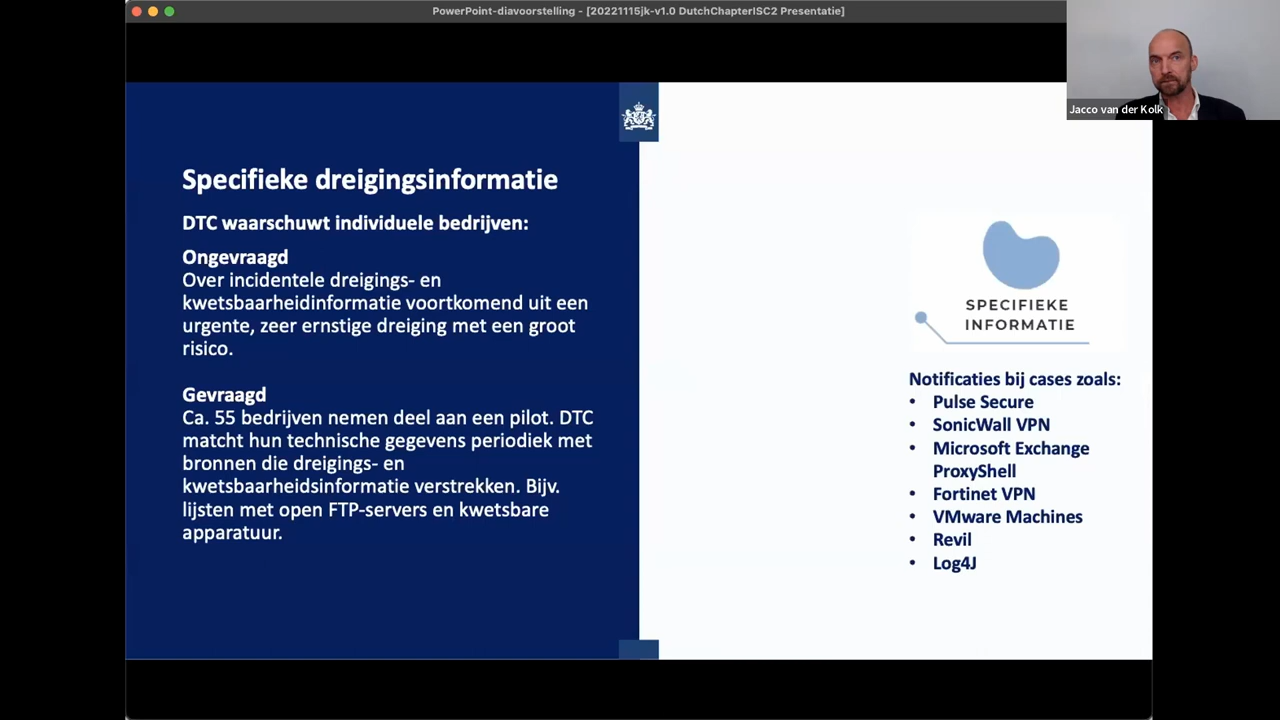 PowerPoint-diavoorstelling - [20221115jk-v1.0 DutchChapterISC2 Presentatie]
Jacco van der Kolk
Specifieke dreigingsinformatie
DTC waarschuwt individuele bedrijven:
Ongevraagd
Over incidentele dreigings- en
kwetsbaarheidinformatie voortkomend uit een
urgente, zeer ernstige dreiging met een groot
risico.
Gevraagd
Ca. 55 bedrijven nemen deel aan een pilot. DTC
matcht hun technische gegevens periodiek met
bronnen die dreigings- en
kwetsbaarheidsinformatie verstrekken. Bijv.
lijsten met open FTP-servers en kwetsbare
apparatuur.
SPECIFIEKE
INFORMATIE
Notificaties bij cases zoals:
• Pulse Secure
• SonicWall VPN
• Microsoft Exchange
ProxyShell
• Fortinet VPN
• VMware Machines
• Revil
• Log4J